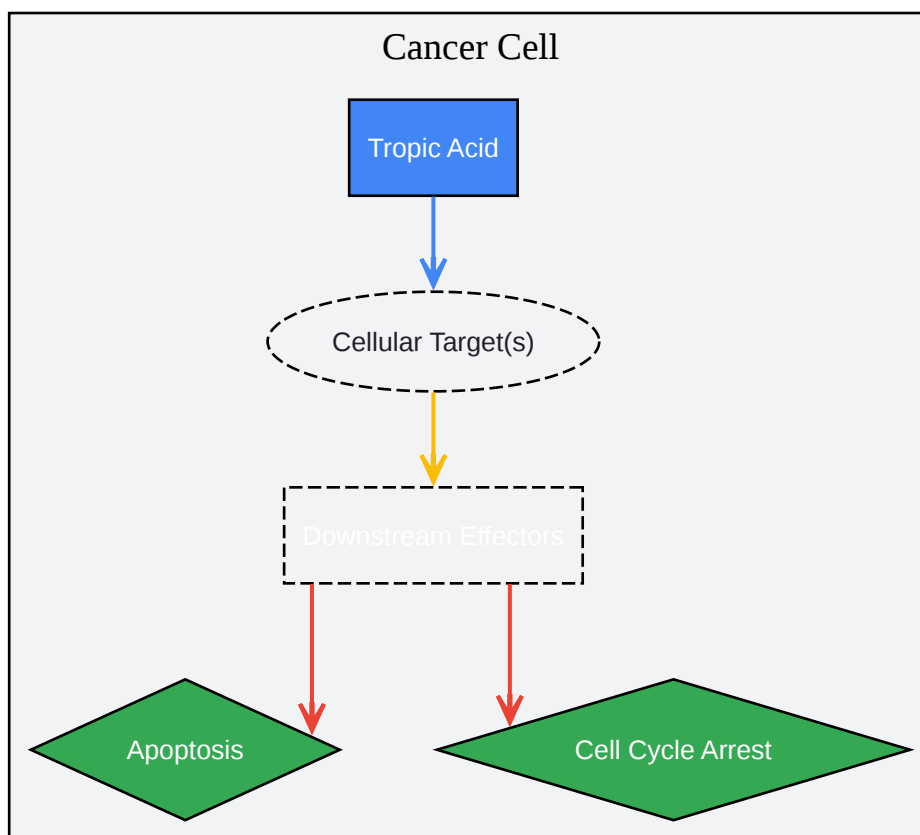 Cancer Cell
Tropic Acid
Cellular Target(s)
Downstream Effectors
Apoptosis
Cell Cycle Arrest